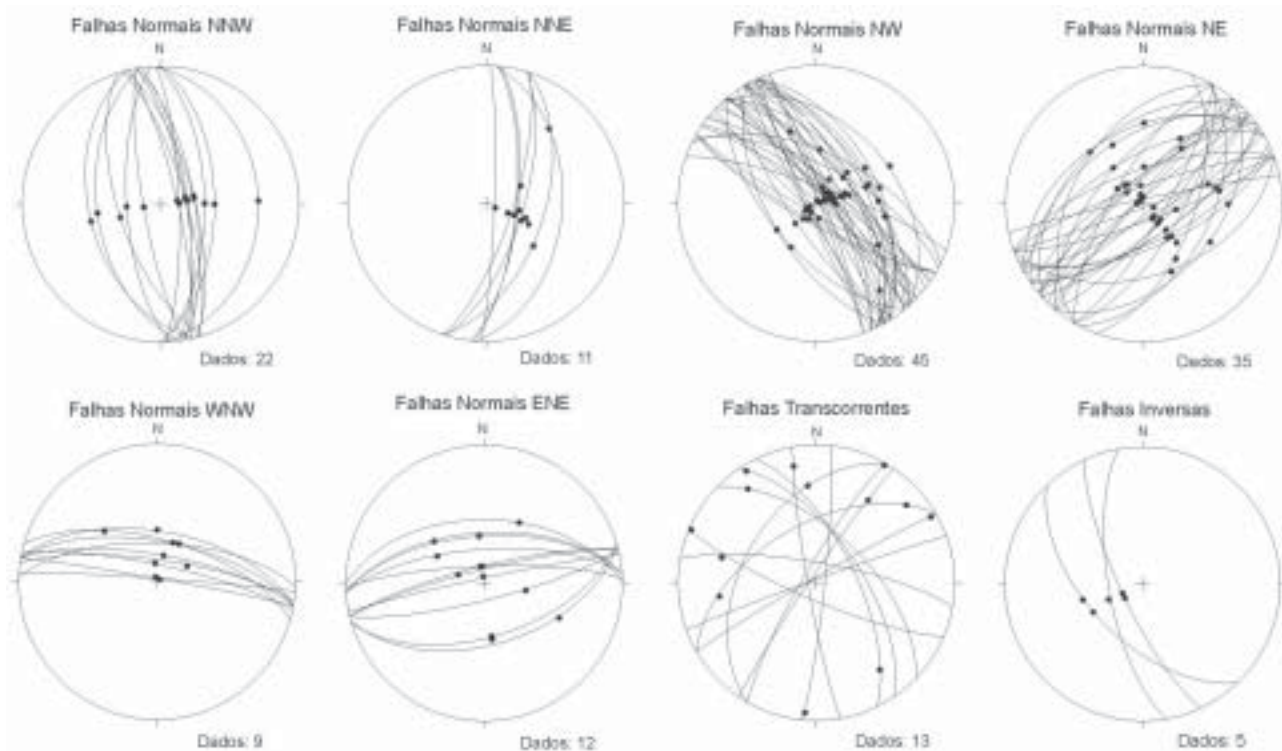 Falhas Normais NNW
N
Dados: 22
Falhas Normais NNE
N
Dados: 11
Falhas Normais NW
N
Dados: 45
Falhas Normais NE
N
Dados: 35
Falhas Normais WNW
N
Dados: 9
Falhas Normais ENE
N
Dados: 12
Falhas Transcorrentes
N
Dados: 13
Falhas Inversas
N
Dados: 5